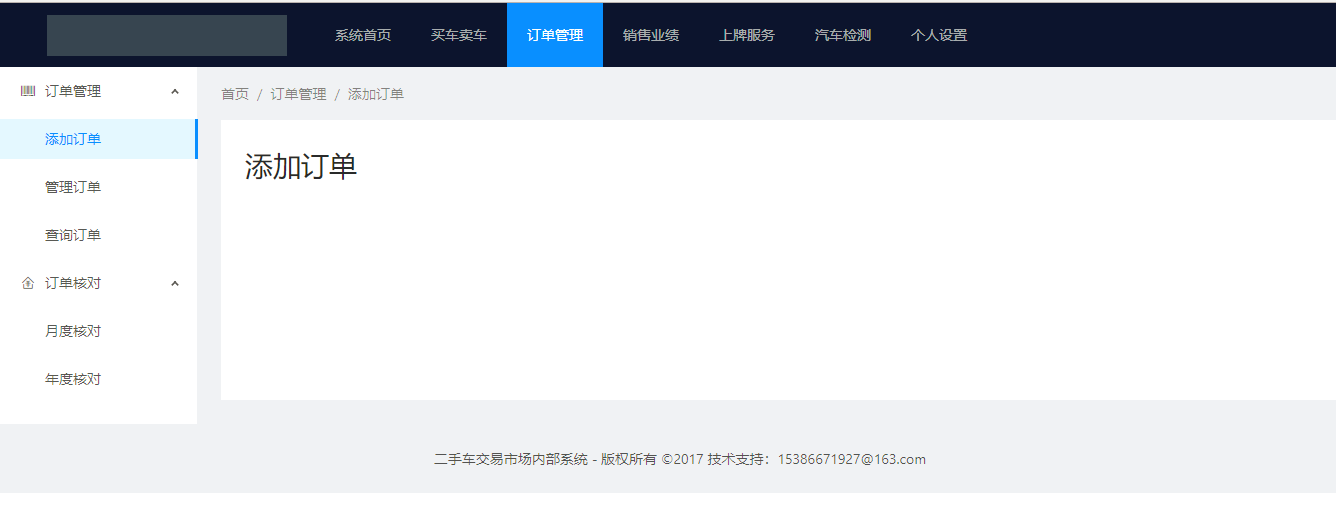 系统首页 买车卖车 订单管理 销售业绩 上牌服务 汽车检测 个人设置
订单管理
添加订单
管理订单
查询订单
订单核对
月度核对
年度核对
首页 / 订单管理 / 添加订单
添加订单
二手车交易市场内部系统 - 版权所有 ©2017 技术支持：15386671927@163.com